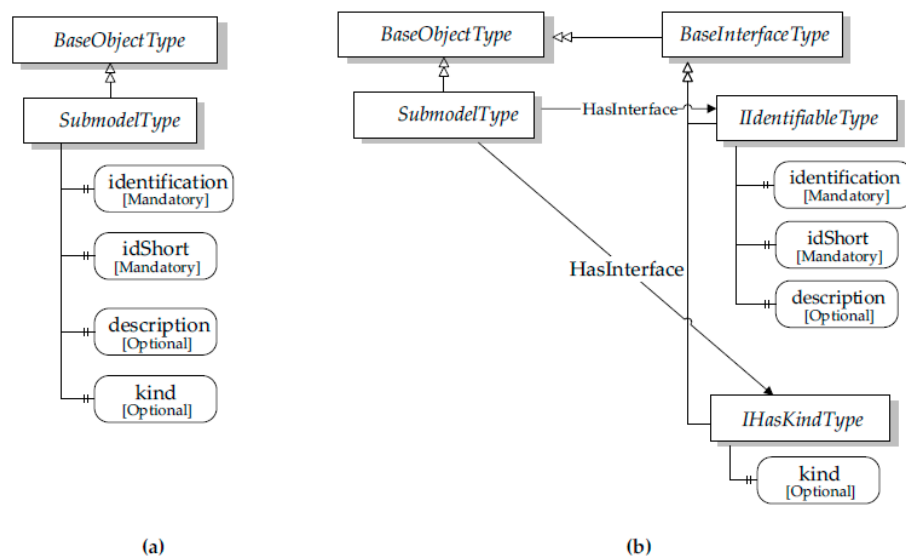 BaseObjectType
SubmodelType
identification
[Mandatory]
idShort
[Mandatory]
description
[Optional]
kind
[Optional]
(a)
BaseObjectType
BaseInterfaceType
SubmodelType
HasInterface
IIdentifiableType
identification
[Mandatory]
idShort
[Mandatory]
description
[Optional]
HasInterface
IHasKindType
kind
[Optional]
(b)